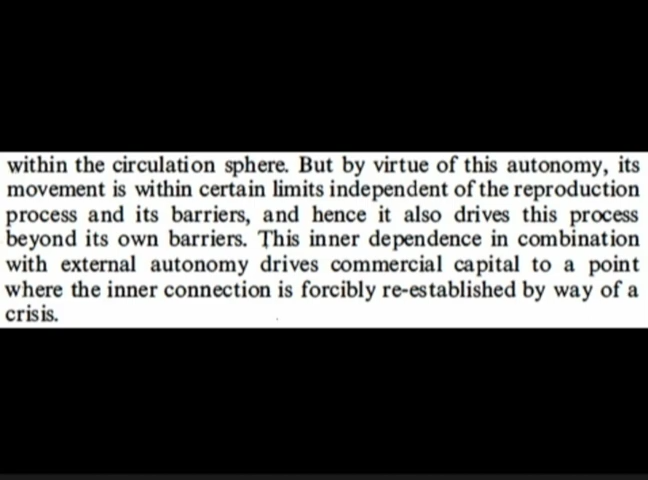 within the circulation sphere. But by virtue of this autonomy, its
movement is within certain limits independent of the reproduction
process and its barriers, and hence it also drives this process
beyond its own barriers. This inner dependence in combination
with external autonomy drives commercial capital to a point
where the inner connection is forcibly re-established by way of a
crisis.